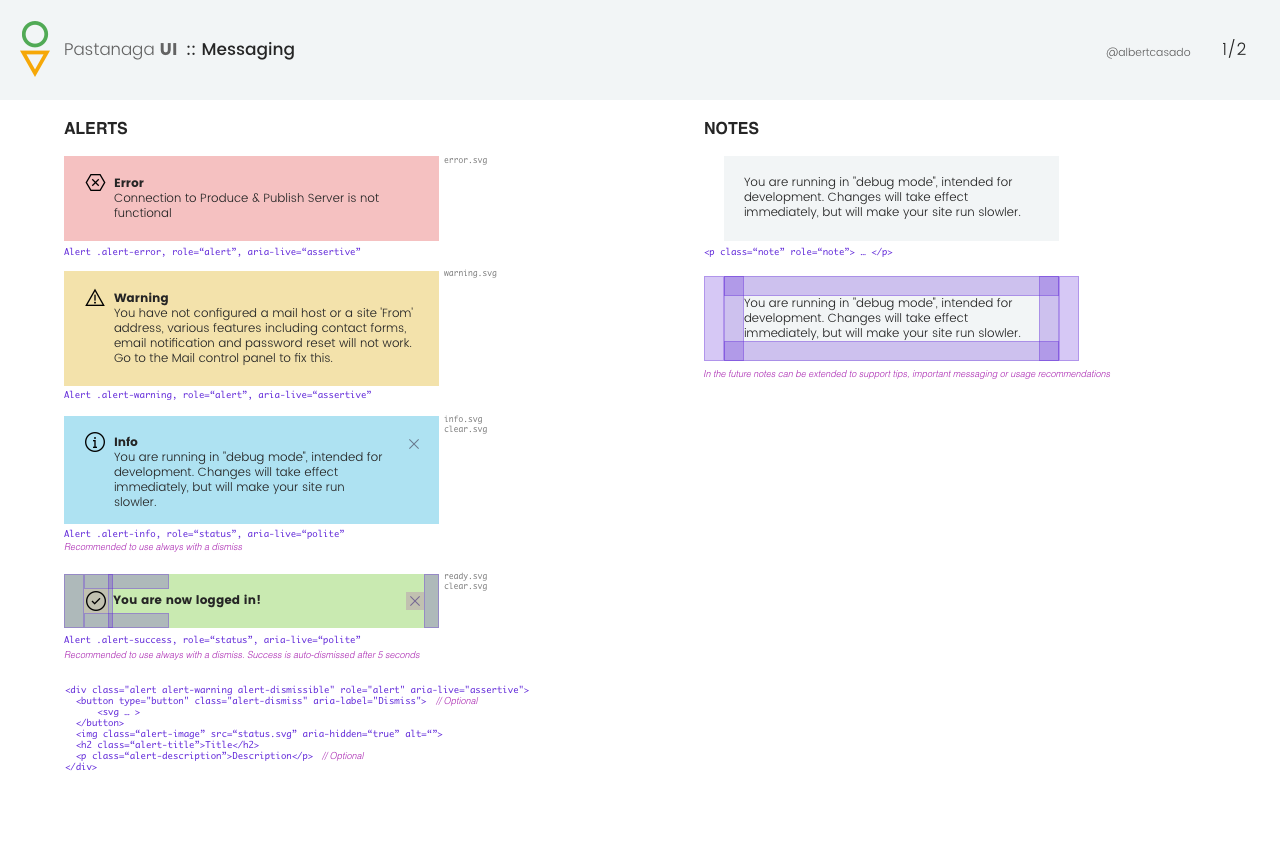 Pastanaga UI :: Messaging
@albertcasado
1/2
ALERTS
error.svg
Error
Connection to Produce & Publish Server is not
functional
Alert .alert-error, role=“alert”, aria-live=“assertive”
warning.svg
Warning
You have not configured a mail host or a site 'From'
address, various features including contact forms,
email notification and password reset will not work.
Go to the Mail control panel to fix this.
Alert .alert-warning, role=“alert”, aria-live=“assertive”
info.svg
clear.svg
Info
You are running in "debug mode", intended for
development. Changes will take effect
immediately, but will make your site run
slowler.
Alert .alert-info, role=“status”, aria-live=“polite”
Recommended to use always with a dismiss
ready.svg
clear.svg
You are now logged in!
Alert .alert-success, role=“status”, aria-live=“polite”
Recommended to use always with a dismiss. Success is auto-dismissed after 5 seconds
<div class="alert alert-warning alert-dismissible" role="alert" aria-live="assertive">
<button type="button" class="alert-dismiss" aria-label="Dismiss"> // Optional
<svg … >
</button>
<img class=“alert-image” src=“status.svg” aria-hidden=“true” alt=“”>
<h2 class=“alert-title”>Title</h2>
<p class=“alert-description”>Description</p> // Optional
</div>
NOTES
You are running in "debug mode", intended for
development. Changes will take effect
immediately, but will make your site run slowler.
<p class=“note” role=“note”> … </p>
You are running in "debug mode", intended for
development. Changes will take effect
immediately, but will make your site run slowler.
In the future notes can be extended to support tips, important messaging or usage recommendations